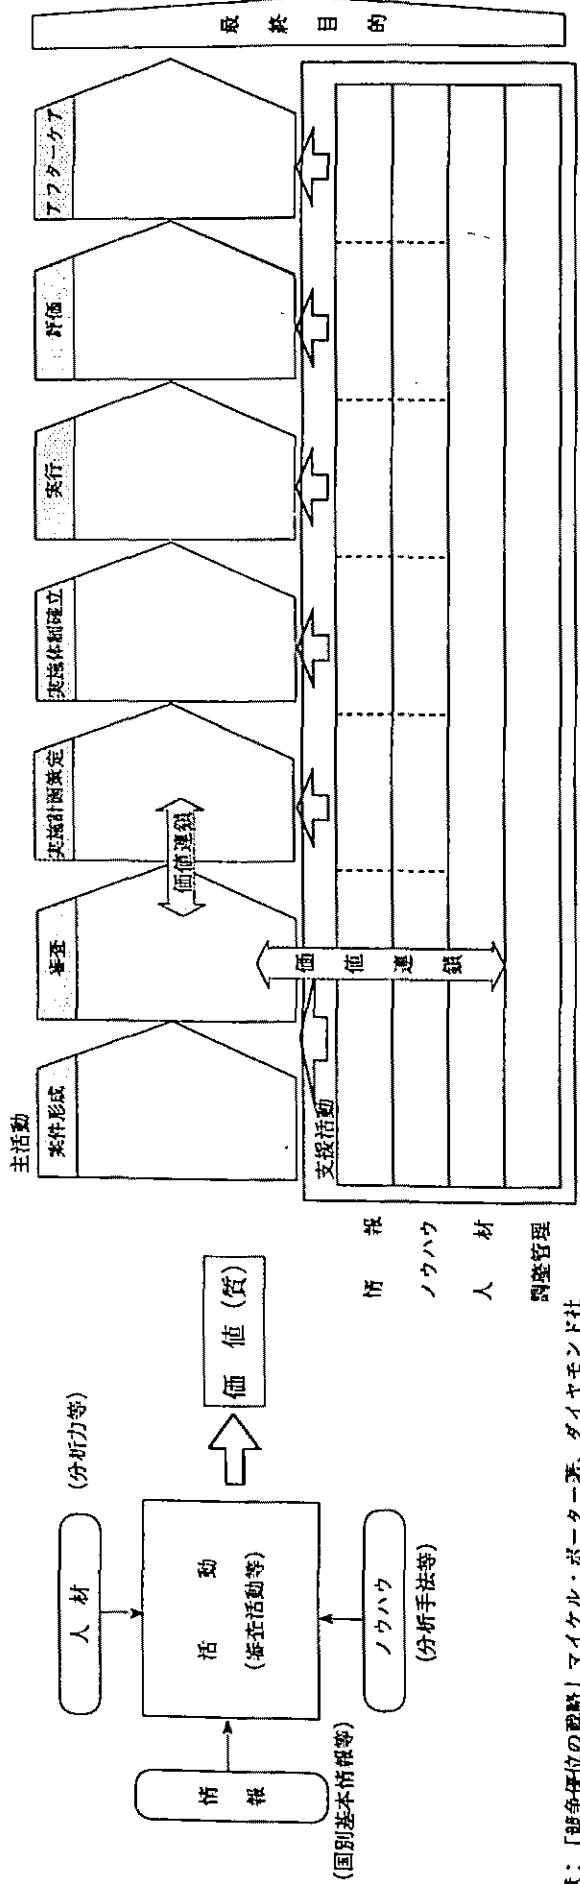 人 材
(分析力等)
情 報
(国別基本情報等)
活 動
(審査活動等)
ノウハウ
(分析手法等)
価 値 (質)
主活動
案件形成
審査
実施計画策定
実施体制確立
実行
評価
アフターケア
価値連鎖
価 値 連 鎖
支援活動
情 報
ノウハウ
人 材
調整管理
最 終 目 的
「競争優位の戦略」マイケル・ポーター著、ダイヤモンド社